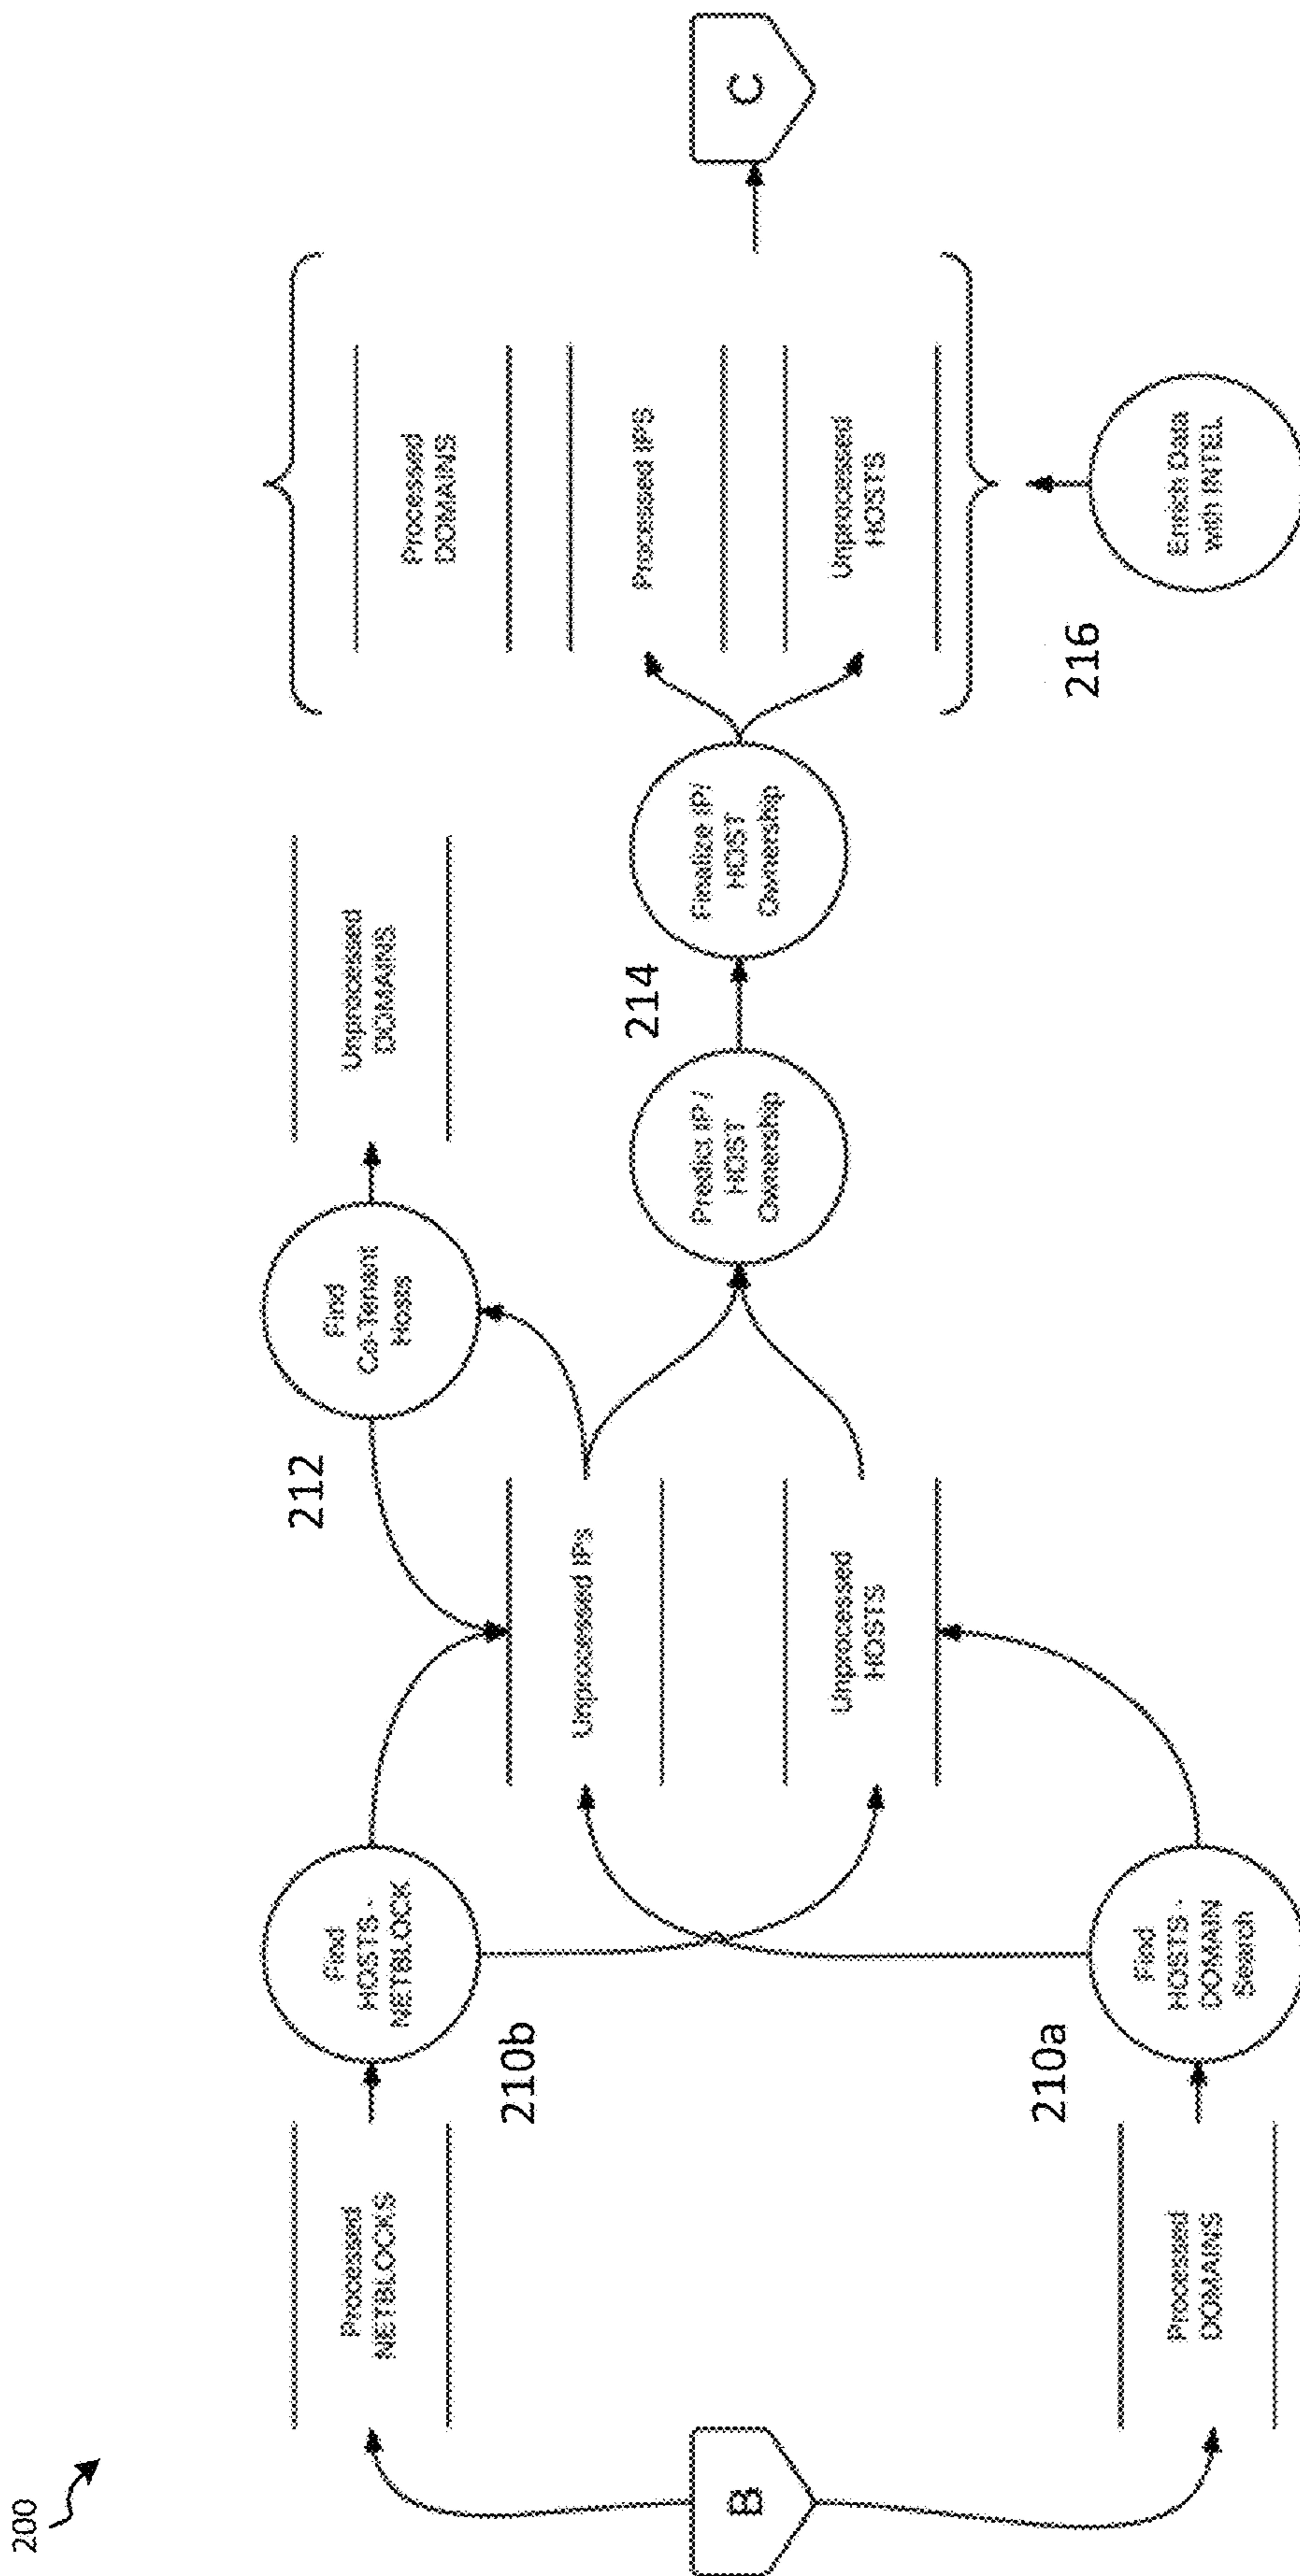 200
B
Processed
NETBLOCKS
Processed
DOMAINS
210b
Find
HOSTS -
NETBLOCK
210a
Find
HOSTS -
DOMAIN
Search
Unprocessed IPs
Unprocessed
HOSTS
212
Find
Co-Tenant
Hosts
Unprocessed
DOMAINS
Predict IP /
HOST
Ownership
214
Finalize IP/
HOST
Ownership
Processed
DOMAINS
Processed IPS
Unprocessed
HOSTS
216
Enrich Data
with INTEL
C